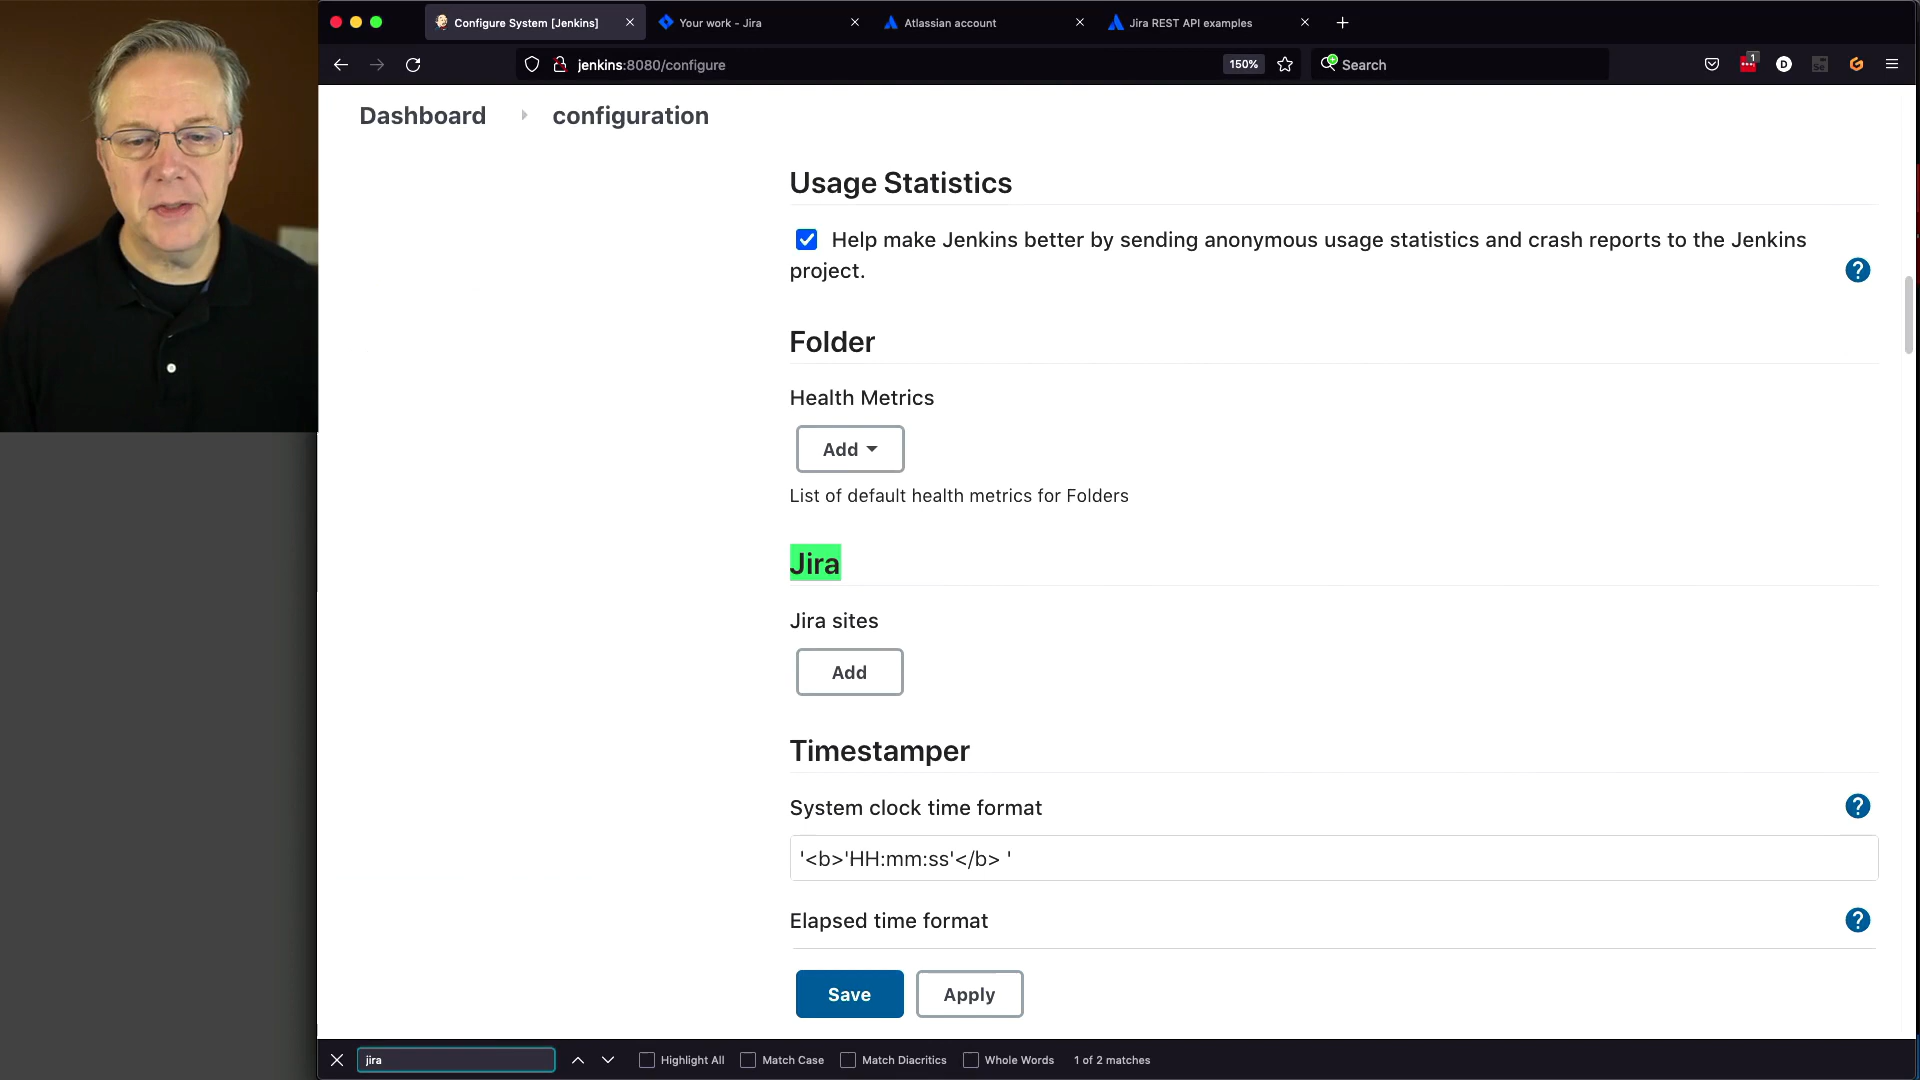 Configure System [Jenkins]
Your work - Jira
Atlassian account
Jira REST API examples
jenkins:8080/configure
150%
Search
1
D
Dashboard
configuration
Usage Statistics
Help make Jenkins better by sending anonymous usage statistics and crash reports to the Jenkins
project.
?
Folder
Health Metrics
Add
List of default health metrics for Folders
Jira
Jira sites
Add
Timestamper
System clock time format
?
'<b>'HH:mm:ss'</b> '
Elapsed time format
?
Save
Apply
jira
Highlight All
Match Case
Match Diacritics
Whole Words
1 of 2 matches